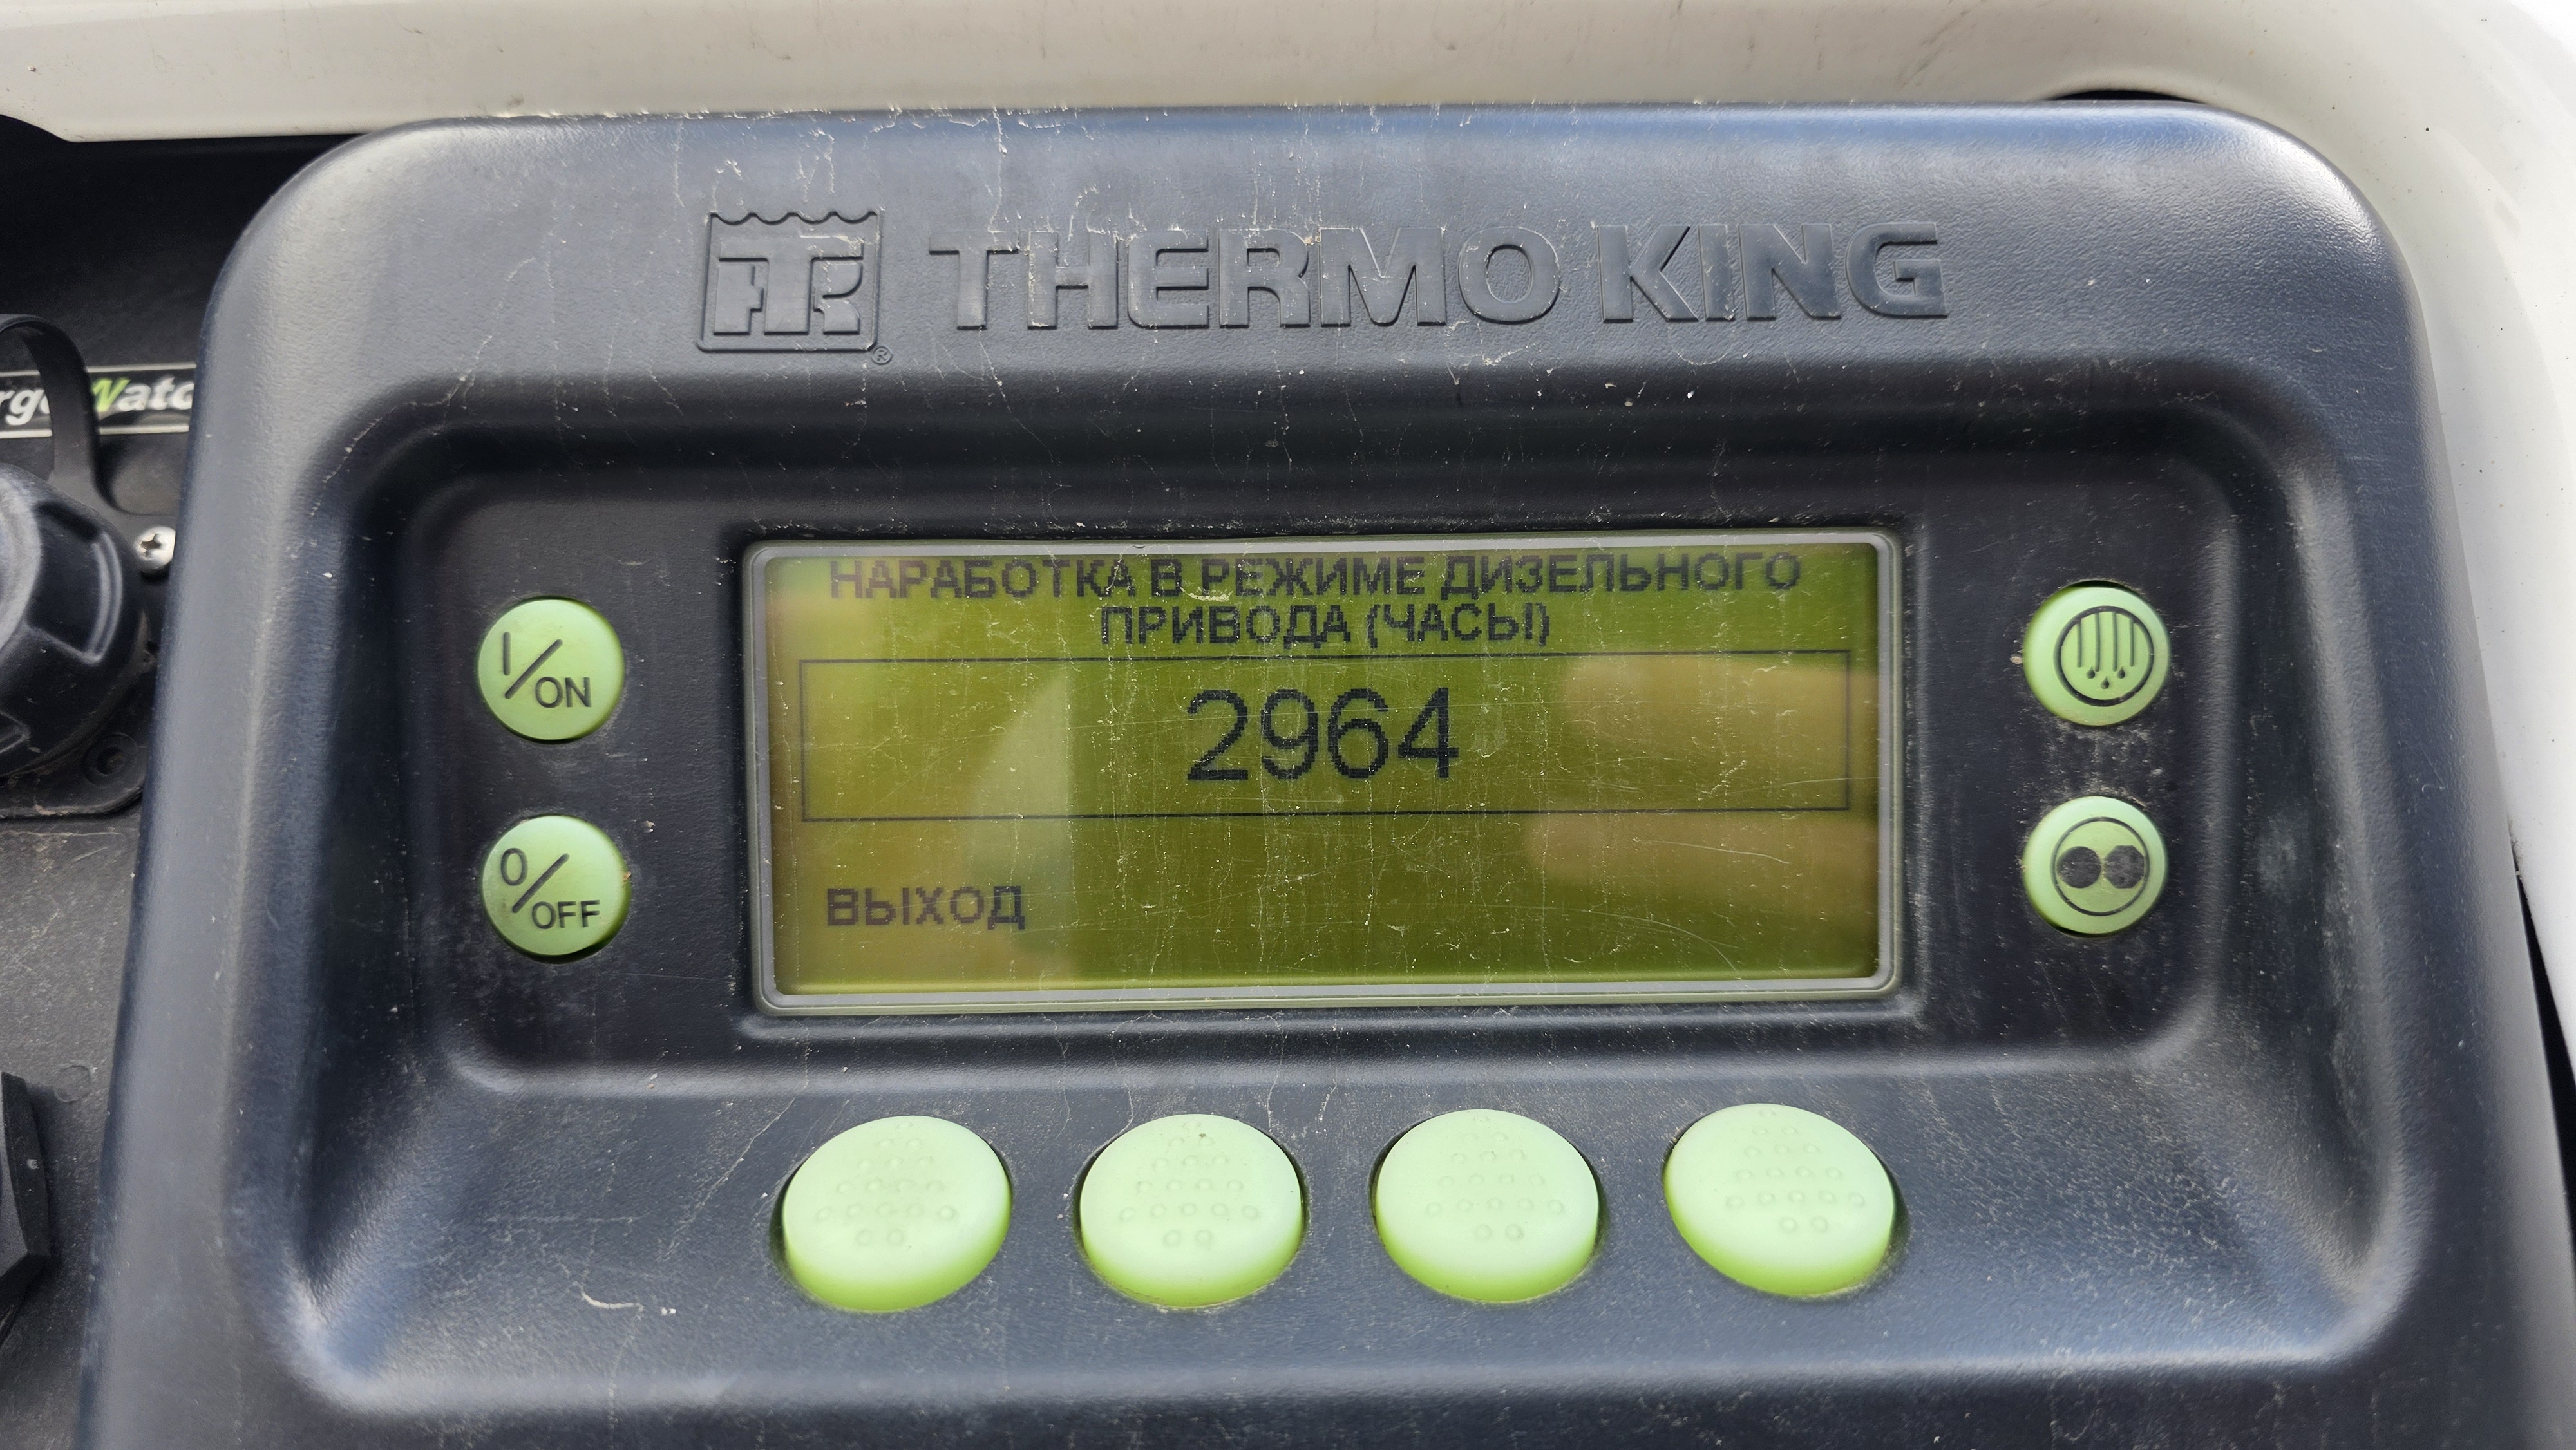 THERMO KING
®
I/ON
НАРАБОТКА В РЕЖИМЕ ДИЗЕЛЬНОГО
ПРИВОДА (ЧАСЫ)
2964
0/OFF
ВЫХОД